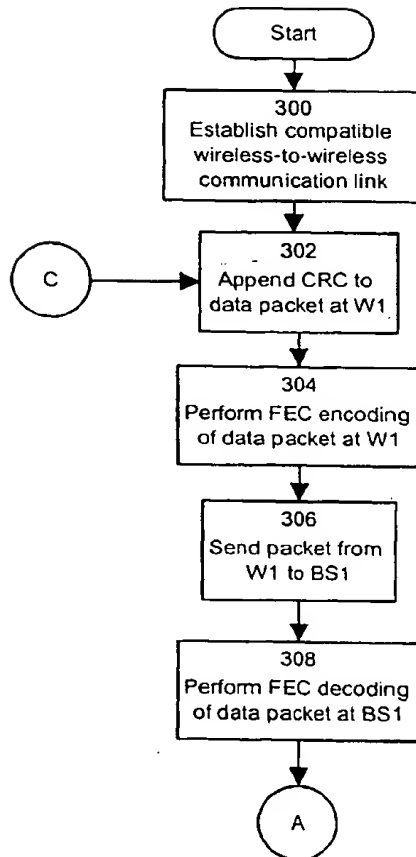 Start
300
Establish compatible
wireless-to-wireless
communication link
C
302
Append CRC to
data packet at W1
304
Perform FEC encoding
of data packet at W1
306
Send packet from
W1 to BS1
308
Perform FEC decoding
of data packet at BS1
A